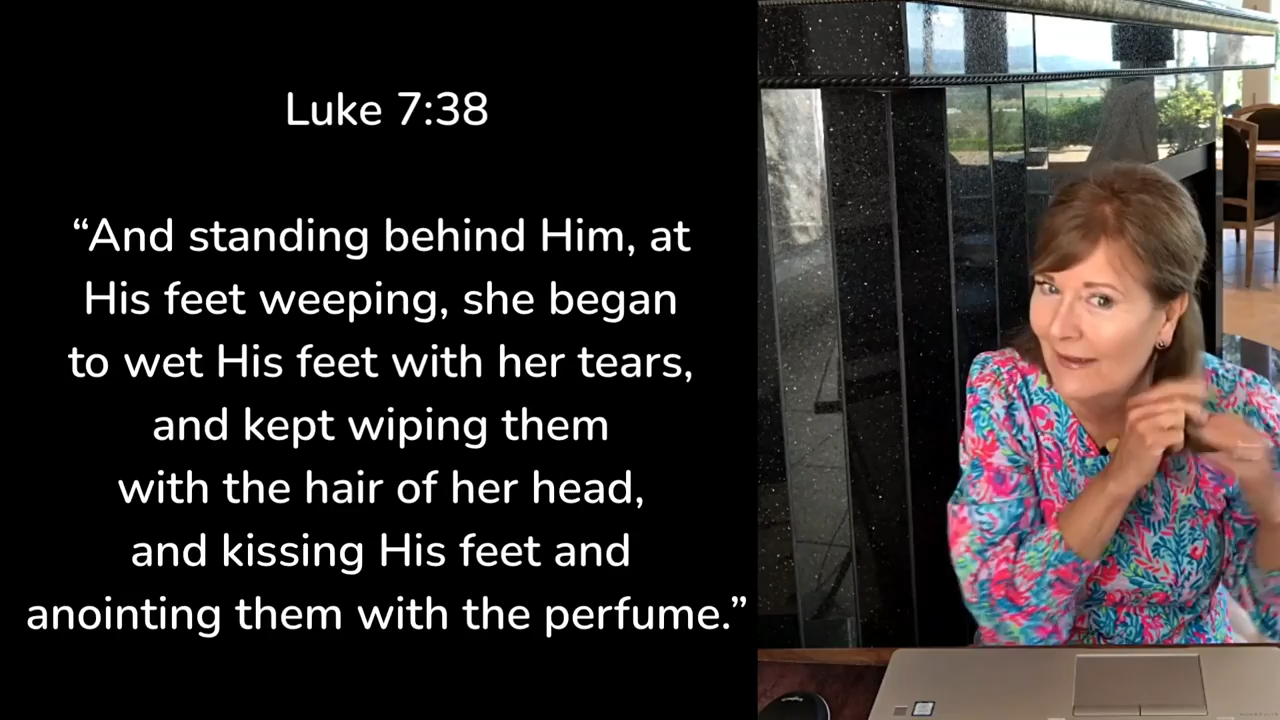 Luke 7:38
“And standing behind Him, at
His feet weeping, she began
to wet His feet with her tears,
and kept wiping them
with the hair of her head,
and kissing His feet and
anointing them with the perfume.”